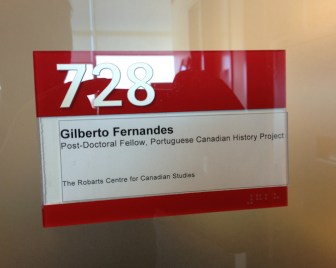 728
Gilberto Fernandes
Post-Doctoral Fellow, Portuguese Canadian History Project
The Robarts Centre for Canadian Studies